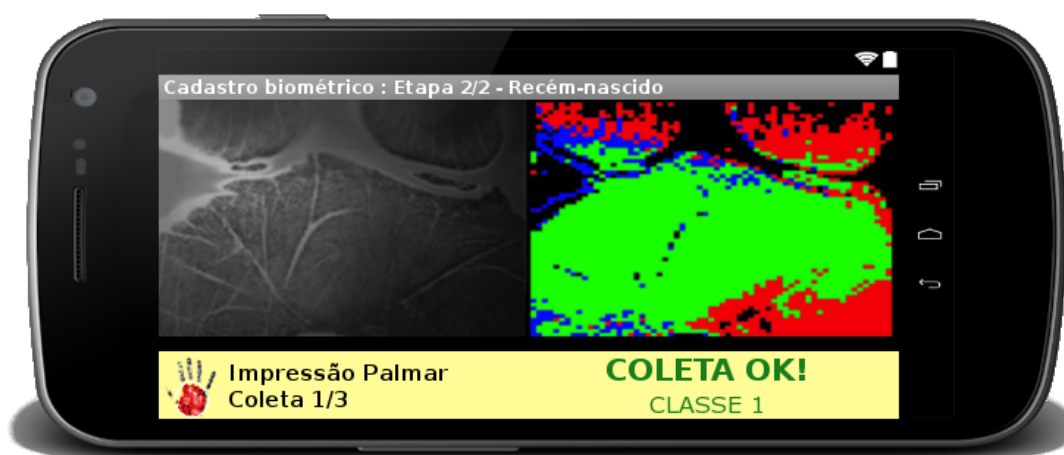 Cadastro biométrico : Etapa 2/2 - Recém-nascido
Impressão Palmar
Coleta 1/3
COLETA OK!
CLASSE 1